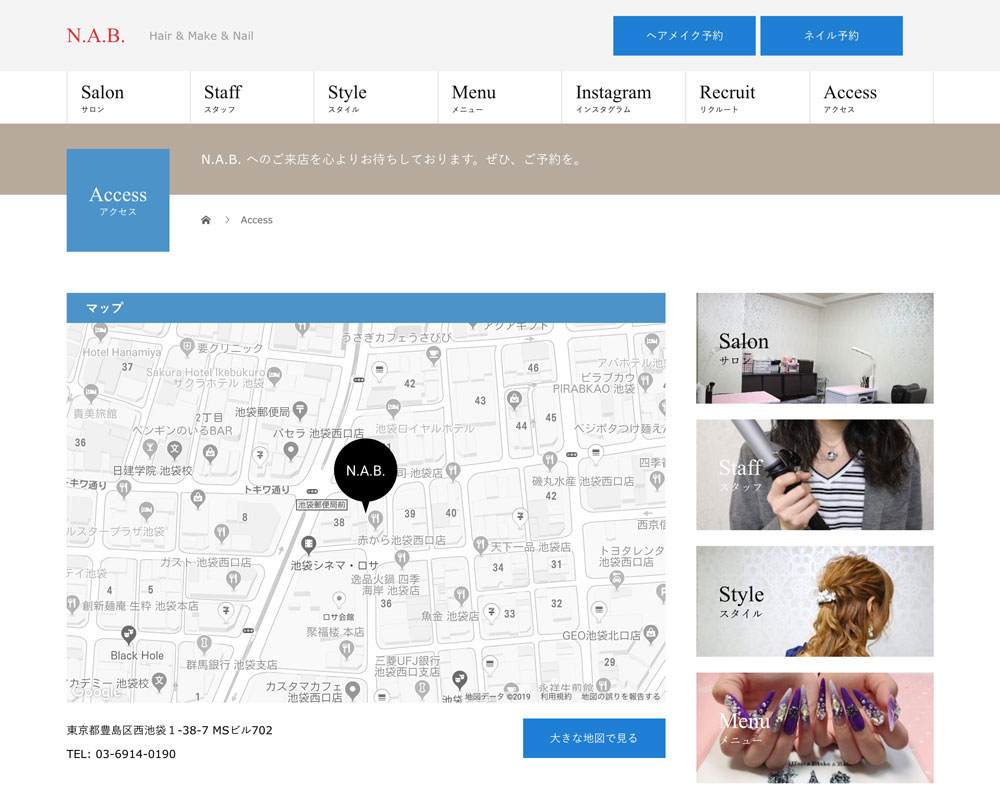 N.A.B.
Hair & Make & Nail
ヘアメイク予約
ネイル予約
Salon
サロン
Staff
スタッフ
Style
スタイル
Menu
メニュー
Instagram
インスタグラム
Recruit
リクルート
Access
アクセス
N.A.B. へのご来店を心よりお待ちしております。ぜひ、ご予約を。
Access
アクセス
Access
マップ
うさぎカフェうさびび
アクアギフト
Hotel Hanamiya
要クリニック
37
Sakura Hotel Ikebukuro
サクラホテル 池袋
42
46
アパホテル池
ピラブカウ
PIRABKAO 池袋
43
貴美旅館
2丁目
池袋郵便局
45
44
ペンギンのいるBAR
パセラ 池袋西口店
池袋ロイヤルホテル
ベジポタつけ麺え
36
日建学院 池袋校
N.A.B.
司 池袋店
四季香
磯丸水産 池袋西口店
トキワ通り
トキワ通り
42
池袋郵便局前
38
39
40
8
西京信
ルスタープラザ池袋
赤から池袋西口店
天下一品 池袋店
トヨタレンタ
池袋西口店
ガスト 池袋西口店
池袋シネマ・ロサ
34
31
ティ池袋
逸品火鍋 四季
海岸 池袋店
4
5
創新麺庵 生粋 池袋本店
36
32
33
ロサ会館
魚金 池袋店
聚福楼 本店
GEO池袋北口店
Black Hole
群馬銀行 池袋支店
三菱UFJ銀行
池袋西口支店
29
カデミー 池袋校
カスタマカフェ
池袋西口店
永祥生煎館
1
Google
地図データ ©2019
利用規約
地図の誤りを報告する
東京都豊島区西池袋１-38-7 MSビル702
TEL: 03-6914-0190
大きな地図で見る
Salon
サロン
Staff
スタッフ
Style
スタイル
Menu
メニュー